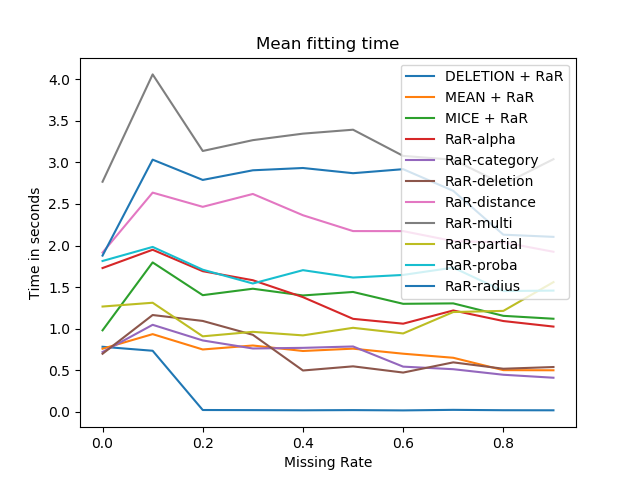 Mean fitting time
4.0
3.5
3.0
2.5
2.0
1.5
1.0
0.5
0.0
Time in seconds
DELETION + RaR
MEAN + RaR
MICE + RaR
RaR-alpha
RaR-category
RaR-deletion
RaR-distance
RaR-multi
RaR-partial
RaR-proba
RaR-radius
0.0 0.2 0.4 0.6 0.8
Missing Rate